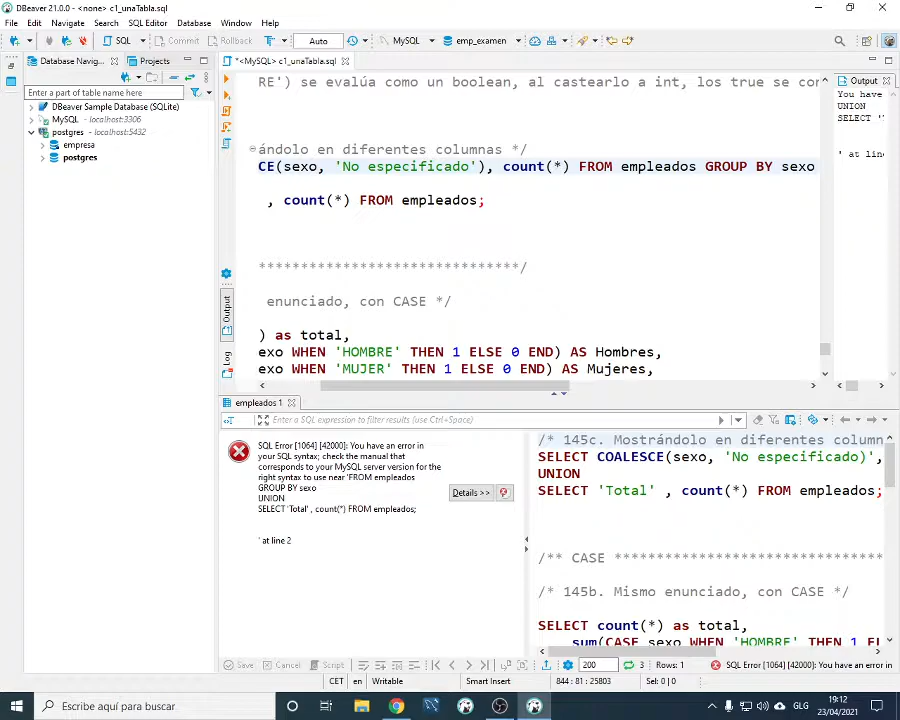 DBeaver 21.0.0 - <none> c1_unaTabla.sql
File Edit Navigate Search SQL Editor Database Window Help
SQL Commit Rollback Auto MySQL emp_examen
Database Navig... Projects
Enter a part of table name here
DBeaver Sample Database (SQLite)
MySQL - localhost:3306
postgres - localhost:5432
empresa
postgres
*<MySQL> c1_unaTabla.sql
RE') se evalúa como un boolean, al castearlo a int, los true se con
ándolo en diferentes columnas */
CE(sexo, 'No especificado'), count(*) FROM empleados GROUP BY sexo
, count(*) FROM empleados;
*******************************/
enunciado, con CASE */
) as total,
exo WHEN 'HOMBRE' THEN 1 ELSE 0 END) AS Hombres,
exo WHEN 'MUJER' THEN 1 ELSE 0 END) AS Mujeres,
Output
Log
Output
You have
UNION
SELECT '
' at line
empleados 1
Enter a SQL expression to filter results (use Ctrl+Space)
SQL Error [1064] [42000]: You have an error in
your SQL syntax; check the manual that
corresponds to your MySQL server version for the
right syntax to use near 'FROM empleados
GROUP BY sexo
UNION
SELECT 'Total' , count(*) FROM empleados;
' at line 2
Details >>
/* 145c. Mostrándolo en diferentes column
SELECT COALESCE(sexo, 'No especificado)',
UNION
SELECT 'Total' , count(*) FROM empleados;
/** CASE ********************************
/* 145b. Mismo enunciado, con CASE */
SELECT count(*) as total,
sum(CASE sexo WHEN 'HOMBRE' THEN 1 EL
Save Cancel Script 200 3 Rows: 1 SQL Error [1064] [42000]: You have an error in
CET en Writable Smart Insert 844 : 81 : 25803 Sel: 0 | 0
Escribe aquí para buscar
GLG
19:12
23/04/2021